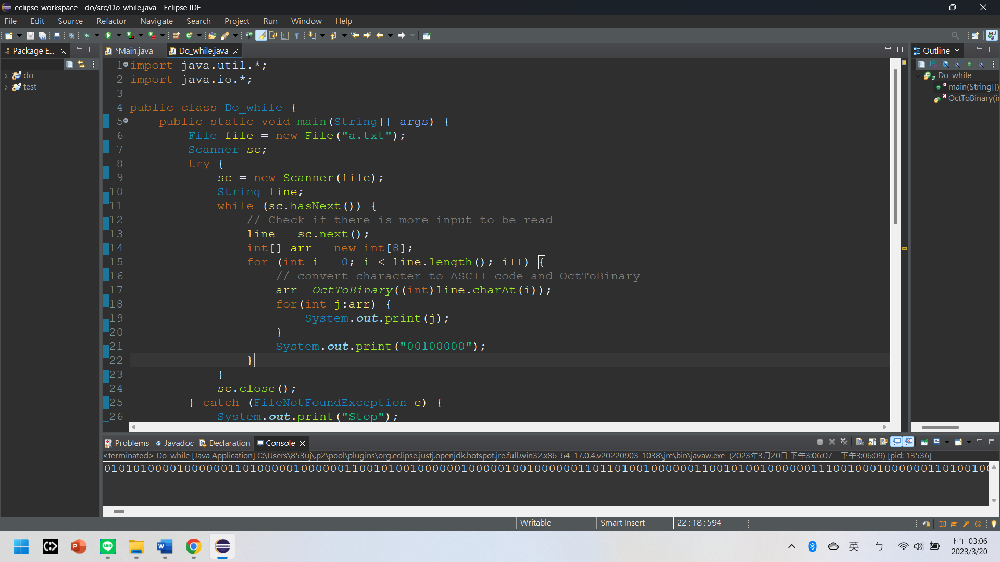 eclipse-workspace - do/src/Do_while.java - Eclipse IDE
File Edit Source Refactor Navigate Search Project Run Window Help
Package E...
do
test
*Main.java
Do_while.java
1 import java.util.*;
2 import java.io.*;
3
4 public class Do_while {
5 public static void main(String[] args) {
6 File file = new File("a.txt");
7 Scanner sc;
8 try {
9 sc = new Scanner(file);
10 String line;
11 while (sc.hasNext()) {
12 // Check if there is more input to be read
13 line = sc.next();
14 int[] arr = new int[8];
15 for (int i = 0; i < line.length(); i++) {
16 // convert character to ASCII code and OctToBinary
17 arr= OctToBinary((int)line.charAt(i));
18 for(int j:arr) {
19 System.out.print(j);
20 }
21 System.out.print("00100000");
22 }
23 }
24 sc.close();
25 } catch (FileNotFoundException e) {
26 System.out.print("Stop");
Outline
Do_while
main(String[])
OctToBinary(in
Problems Javadoc Declaration Console
<terminated> Do_while [Java Application] C:\Users\853uj\.p2\pool\plugins\org.eclipse.justj.openjdk.hotspot.jre.full.win32.x86_64_17.0.4.v20220903-1038\jre\bin\javaw.exe (2023年3月20日 下午3:06:07 – 下午3:06:09) [pid: 13536]
Writable
Smart Insert
22 : 18 : 594
LINE
英
ㄅ
下午 03:06
2023/3/20